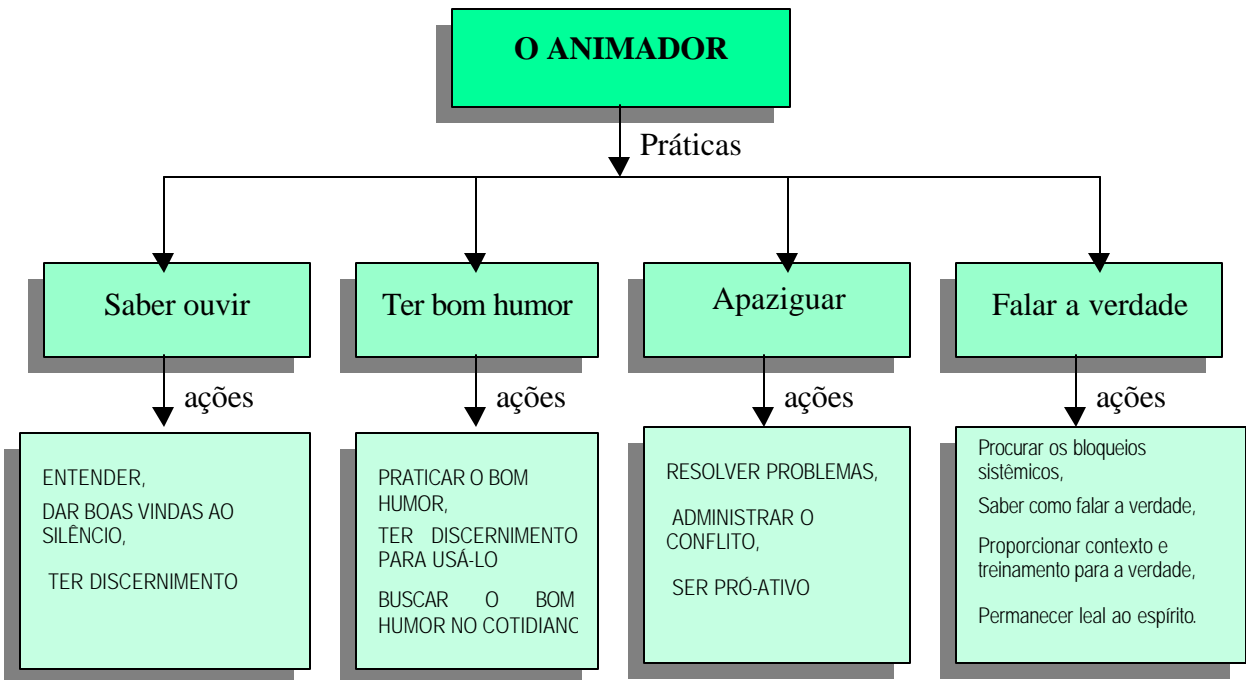 O ANIMADOR
Práticas
Saber ouvir
Ter bom humor
Apaziguar
Falar a verdade
ações
ações
ações
ações
ENTENDER,
DAR BOAS VINDAS AO
SILÊNCIO,
TER DISCERNIMENTO
PRATICAR O BOM
HUMOR,
TER DISCERNIMENTO
PARA USÁ-LO
BUSCAR O BOM
HUMOR NO COTIDIANO
RESOLVER PROBLEMAS,
ADMINISTRAR O
CONFLITO,
SER PRÓ-ATIVO
Procurar os bloqueios
sistêmicos,
Saber como falar a verdade,
Proporcionar contexto e
treinamento para a verdade,
Permanecer leal ao espírito.